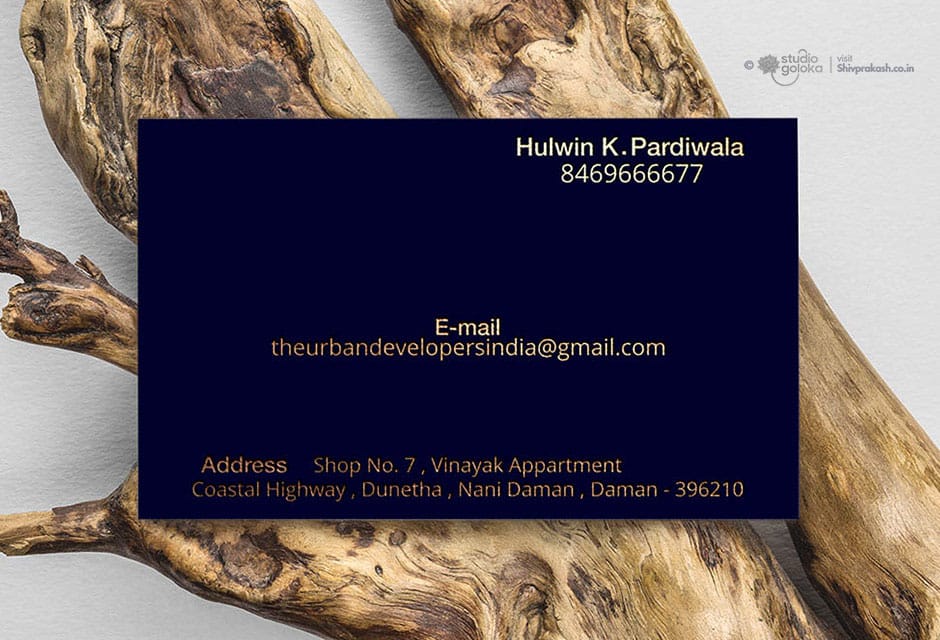 © studio goloka | visit Shivprakash.co.in
Hulwin K.Pardiwala
8469666677
E-mail
theurbandevelopersindia@gmail.com
Address Shop No. 7 , Vinayak Appartment
Coastal Highway , Dunetha , Nani Daman , Daman - 396210